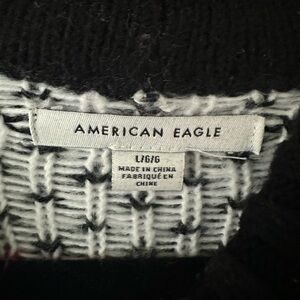 AMERICAN EAGLE
L/G/G
MADE IN CHINA
FABRIQUÉ EN
CHINE